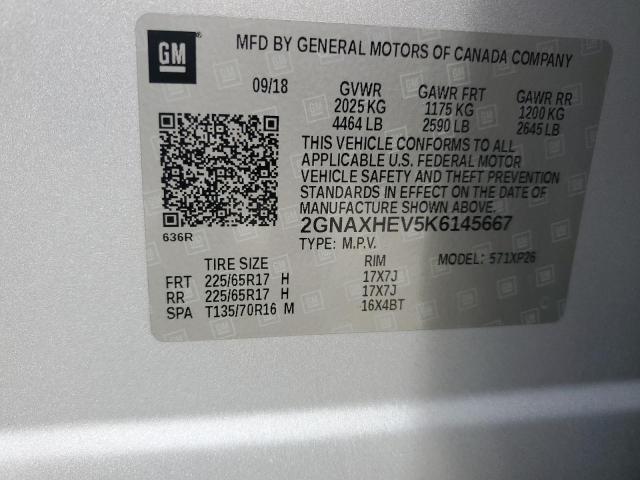 GM
MFD BY GENERAL MOTORS OF CANADA COMPANY
09/18 GVWR GAWR FRT GAWR RR
2025 KG 1175 KG 1200 KG
4464 LB 2590 LB 2645 LB
THIS VEHICLE CONFORMS TO ALL
APPLICABLE U.S. FEDERAL MOTOR
VEHICLE SAFETY AND THEFT PREVENTION
STANDARDS IN EFFECT ON THE DATE OF
MANUFACTURE SHOWN ABOVE.
636R
2GNAXHEV5K6145667
TYPE: M.P.V. MODEL: 571XP26
TIRE SIZE RIM
FRT 225/65R17 H 17X7J
RR 225/65R17 H 17X7J
SPA T135/70R16 M 16X4BT